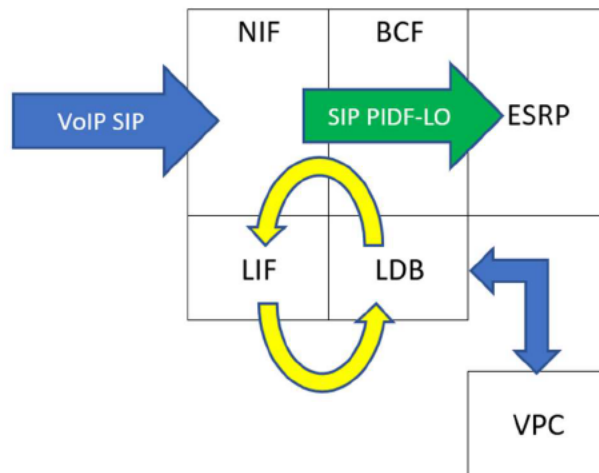 NIF
BCF
VoIP SIP
SIP PIDF-LO
ESRP
LIF
LDB
VPC